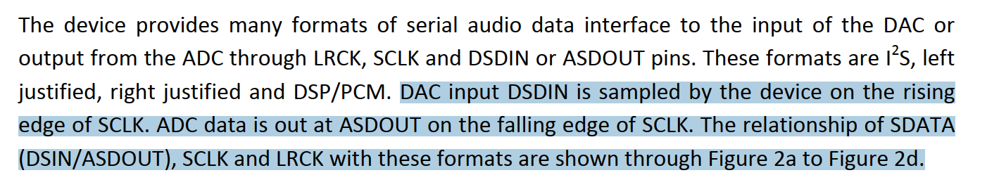 The device provides many formats of serial audio data interface to the input of the DAC or
output from the ADC through LRCK, SCLK and DSDIN or ASDOUT pins. These formats are I²S, left
justified, right justified and DSP/PCM. DAC input DSDIN is sampled by the device on the rising
edge of SCLK. ADC data is out at ASDOUT on the falling edge of SCLK. The relationship of SDATA
(DSIN/ASDOUT), SCLK and LRCK with these formats are shown through Figure 2a to Figure 2d.